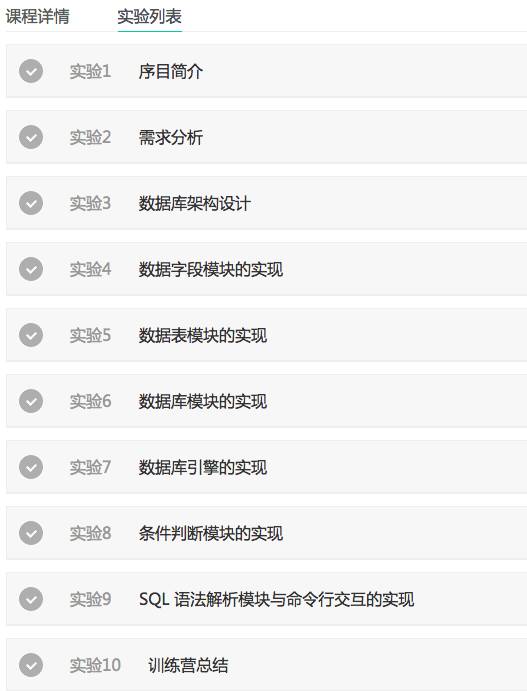 课程详情 实验列表
实验1 序目简介
实验2 需求分析
实验3 数据库架构设计
实验4 数据字段模块的实现
实验5 数据表模块的实现
实验6 数据库模块的实现
实验7 数据库引擎的实现
实验8 条件判断模块的实现
实验9 SQL 语法解析模块与命令行交互的实现
实验10 训练营总结